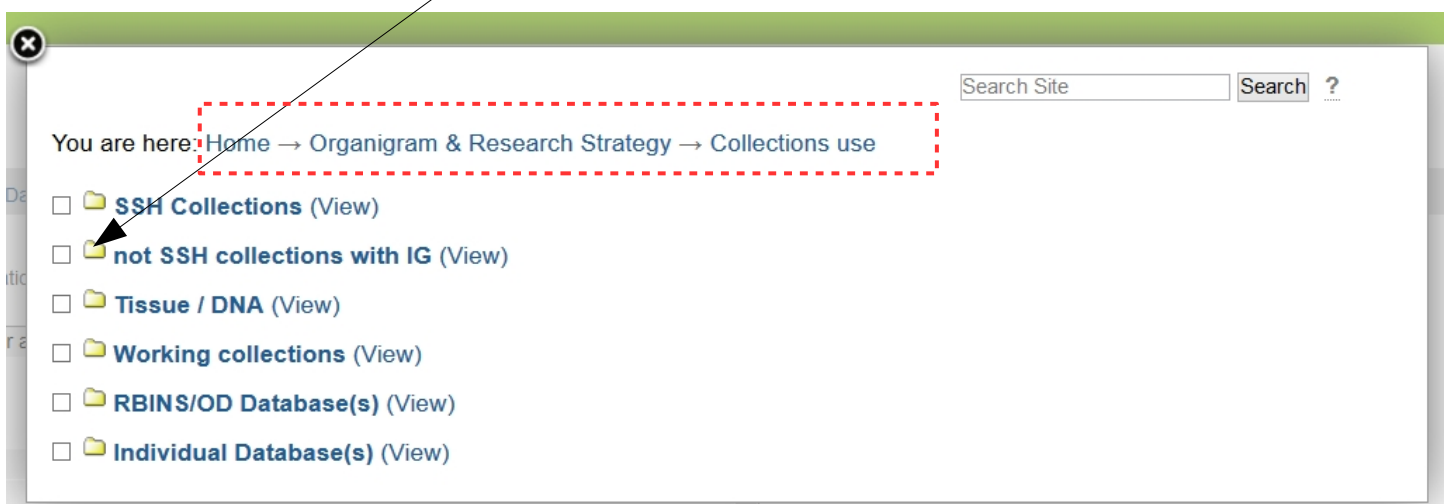 Search Site Search ?
You are here: Home → Organigram & Research Strategy → Collections use
SSH Collections (View)
not SSH collections with IG (View)
Tissue / DNA (View)
Working collections (View)
RBINS/OD Database(s) (View)
Individual Database(s) (View)